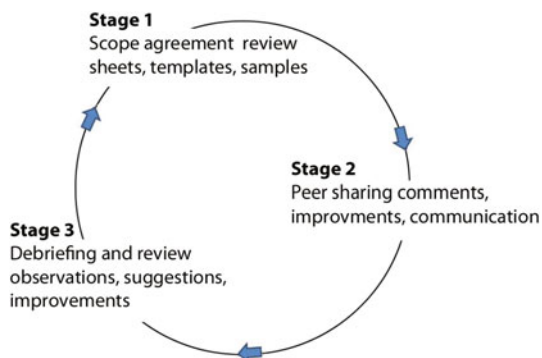 Stage 1
Scope agreement review
sheets, templates, samples
Stage 2
Peer sharing comments,
improvments, communication
Stage 3
Debriefing and review
observations, suggestions,
improvements